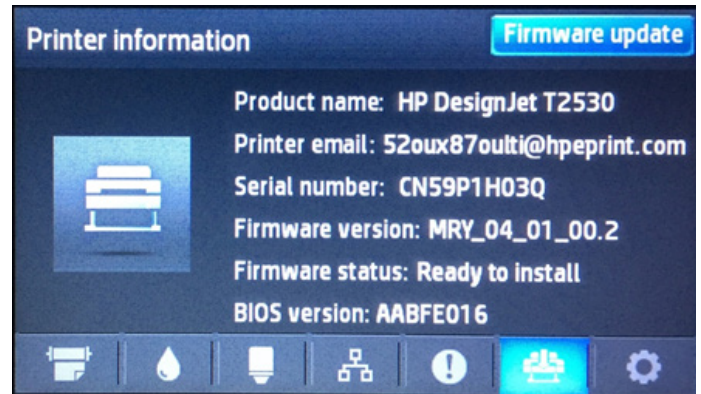 Printer information
Firmware update
Product name: HP DesignJet T2530
Printer email: 52oux87oulti@hpeprint.com
Serial number: CN59P1H03Q
Firmware version: MRY_04_01_00.2
Firmware status: Ready to install
BIOS version: AABFE016